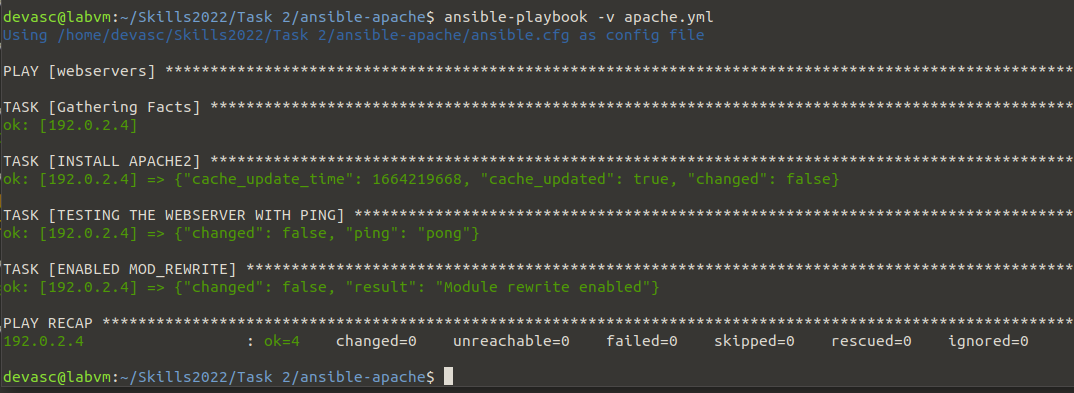 devasc@labvm:~/Skills2022/Task 2/ansible-apache$ ansible-playbook -v apache.yml
Using /home/devasc/Skills2022/Task 2/ansible-apache/ansible.cfg as config file
PLAY [webservers] *****************************************************************************************************
TASK [Gathering Facts] ************************************************************************************************
ok: [192.0.2.4]
TASK [INSTALL APACHE2] ************************************************************************************************
ok: [192.0.2.4] => {"cache_update_time": 1664219668, "cache_updated": true, "changed": false}
TASK [TESTING THE WEBSERVER WITH PING] ********************************************************************************
ok: [192.0.2.4] => {"changed": false, "ping": "pong"}
TASK [ENABLED MOD_REWRITE] ********************************************************************************************
ok: [192.0.2.4] => {"changed": false, "result": "Module rewrite enabled"}
PLAY RECAP ************************************************************************************************************
192.0.2.4                  : ok=4    changed=0    unreachable=0    failed=0    skipped=0    rescued=0    ignored=0
devasc@labvm:~/Skills2022/Task 2/ansible-apache$